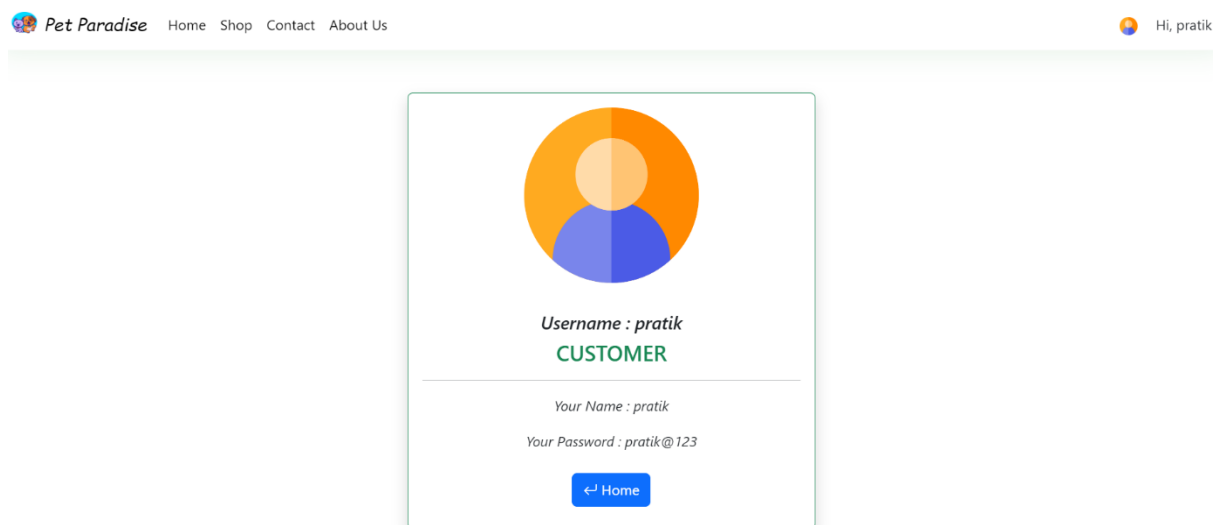 Pet Paradise Home Shop Contact About Us Hi, pratik
Username : pratik
CUSTOMER
Your Name : pratik
Your Password : pratik@123
Home